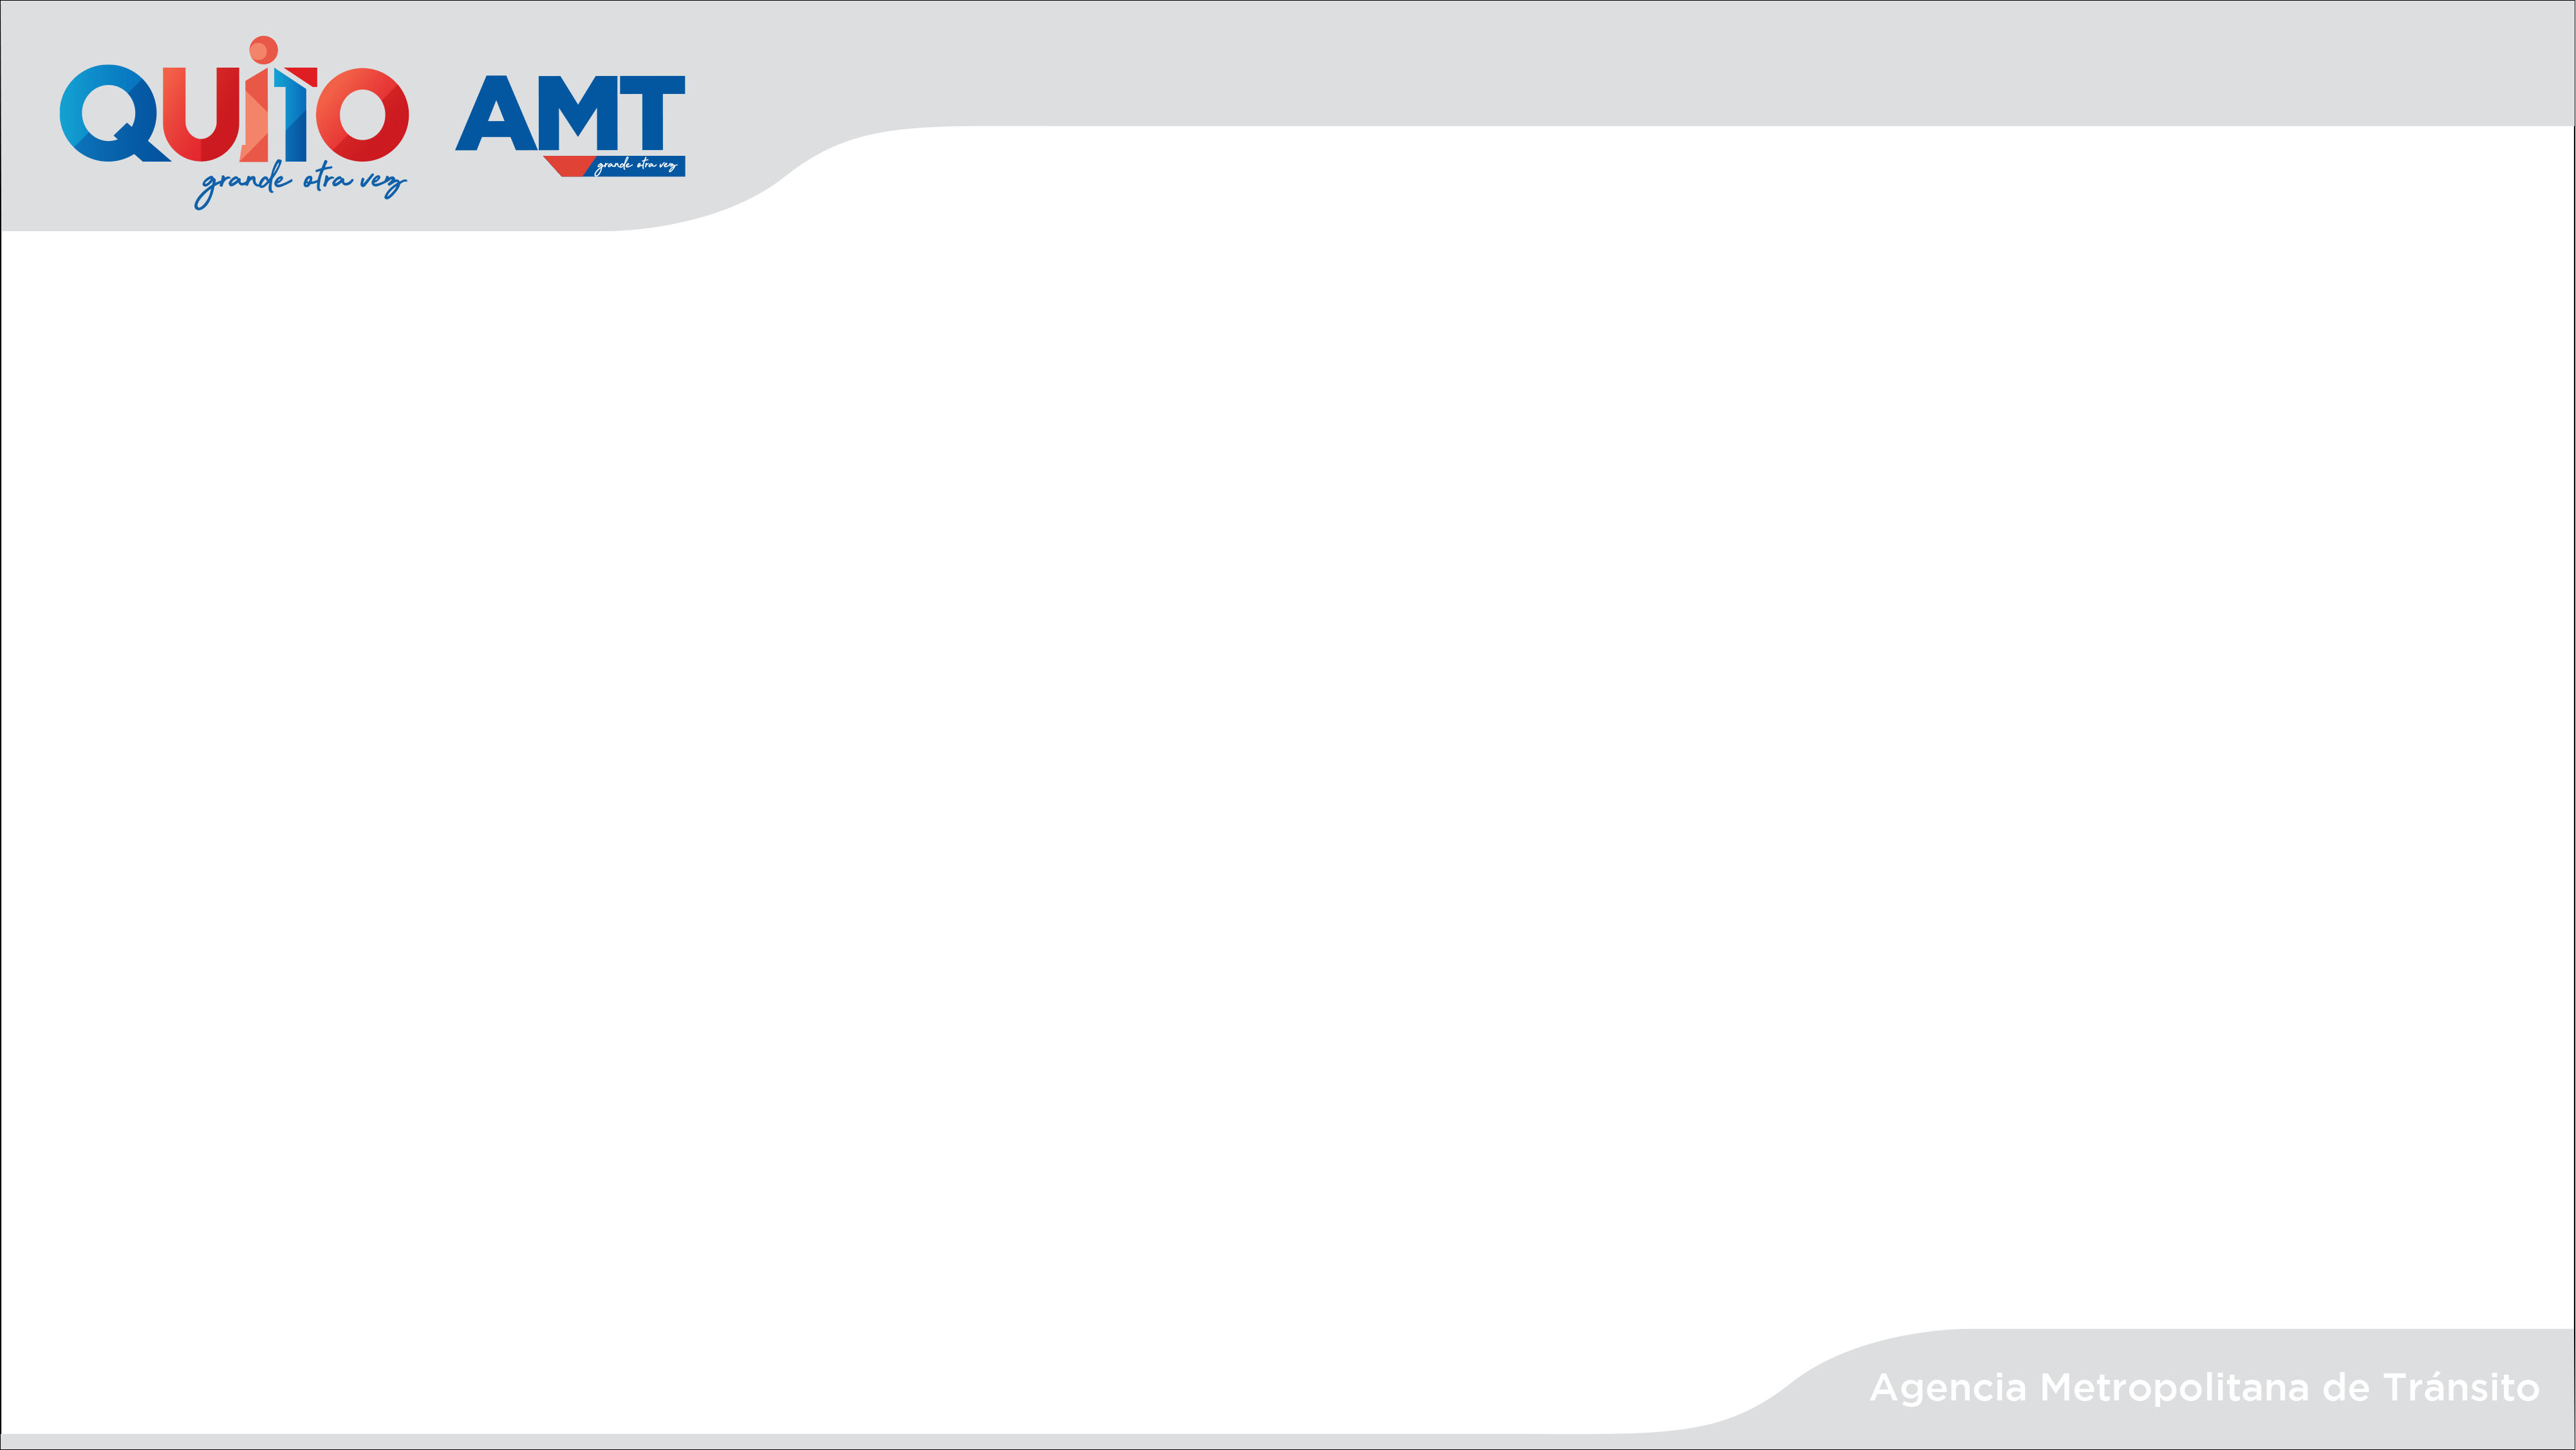 QUITO
grande otra vez
AMT
grande otra vez
Agencia Metropolitana de Tránsito